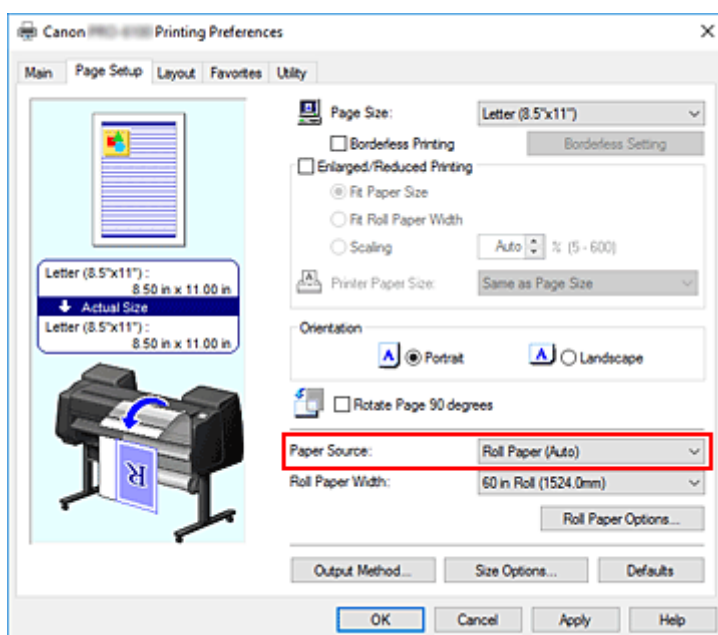 Canon Printing Preferences
Main Page Setup Layout Favorites Utility
Page Size: Letter (8.5"x11")
Borderless Printing Borderless Setting
Enlarged/Reduced Printing
Fit Paper Size
Fit Roll Paper Width
Scaling Auto % (5 - 600)
Printer Paper Size: Same as Page Size
Letter (8.5"x11") :
8.50 in x 11.00 in
Actual Size
Letter (8.5"x11") :
8.50 in x 11.00 in
Orientation
A Portrait A Landscape
Rotate Page 90 degrees
Paper Source: Roll Paper (Auto)
Roll Paper Width: 60 in Roll (1524.0mm)
Roll Paper Options...
R
Output Method... Size Options... Defaults
OK Cancel Apply Help